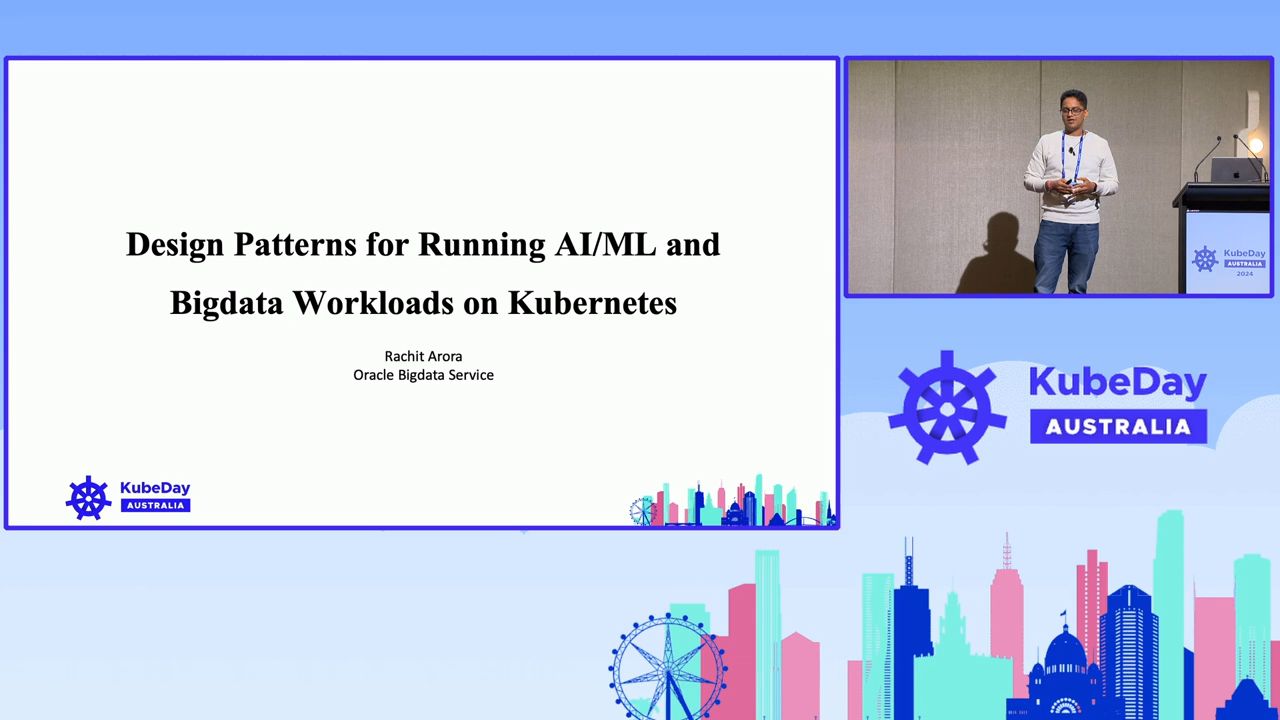 Design Patterns for Running AI/ML and
Bigdata Workloads on Kubernetes
Rachit Arora
Oracle Bigdata Service
KubeDay
AUSTRALIA
KubeDay
AUSTRALIA
2024
KubeDay
AUSTRALIA